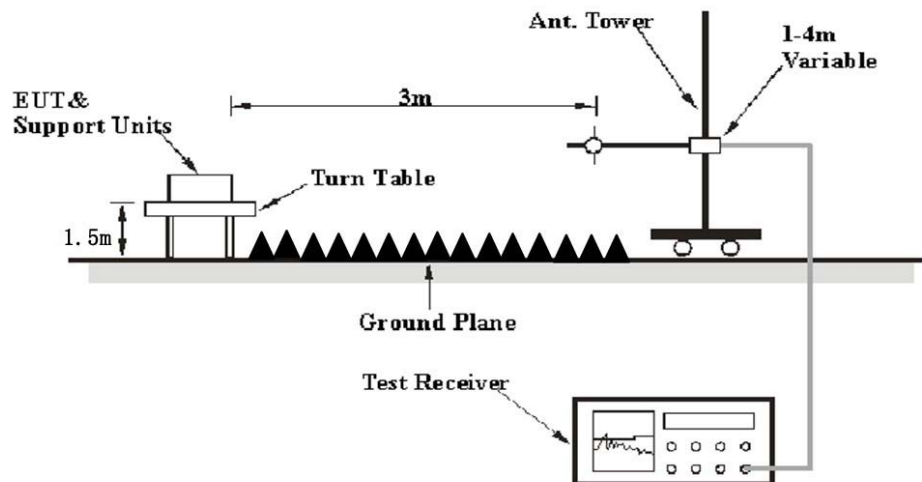 Ant. Tower
1-4m
Variable
EUT&
Support Units
3m
Turn Table
1.5m
Ground Plane
Test Receiver